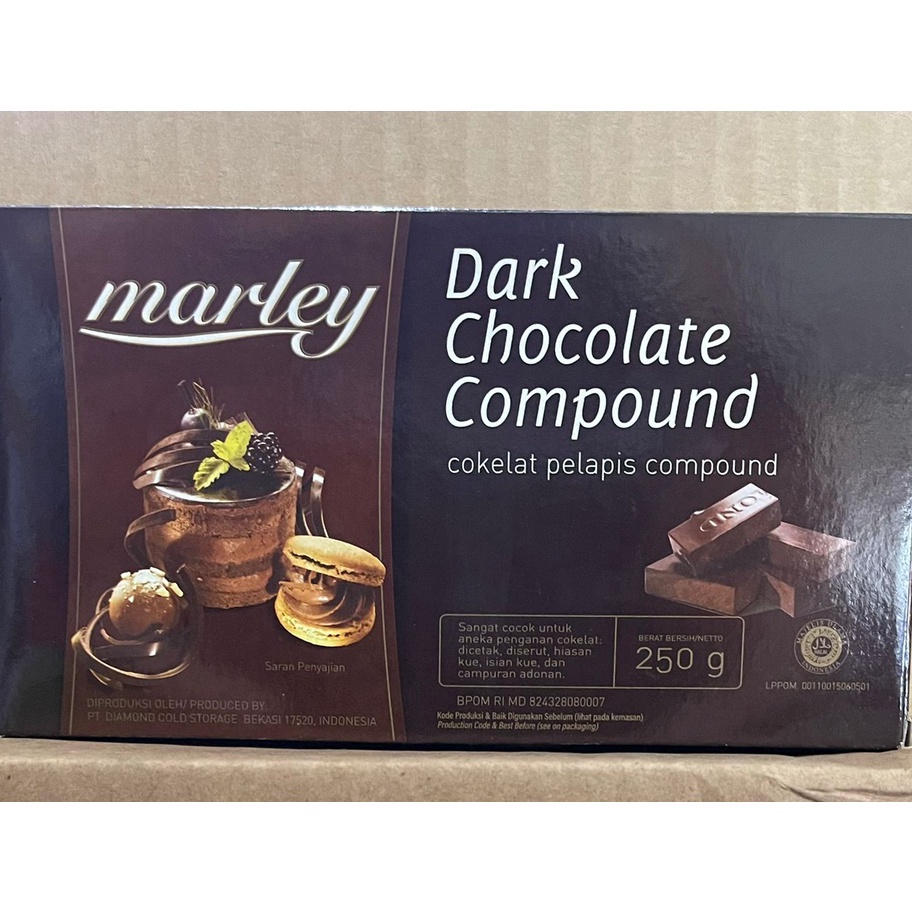 marley
Dark
Chocolate
Compound
cokelat pelapis compound
Saran Penyajian
DIPRODUKSI OLEH/ PRODUCED BY:
PT. DIAMOND COLD STORAGE BEKASI 17520, INDONESIA
Sangat cocok untuk
aneka penganan cokelat:
dicetak, diserut, hiasan
kue, isian kue, dan
campuran adonan.
BERAT BERSIH/NETTO
250 g
BPOM RI MD 824328080007
Kode Produksi & Baik Digunakan Sebelum (lihat pada kemasan)
Production Code & Best Before (see on packaging)
INDONESIA
LPPOM 00110015060501